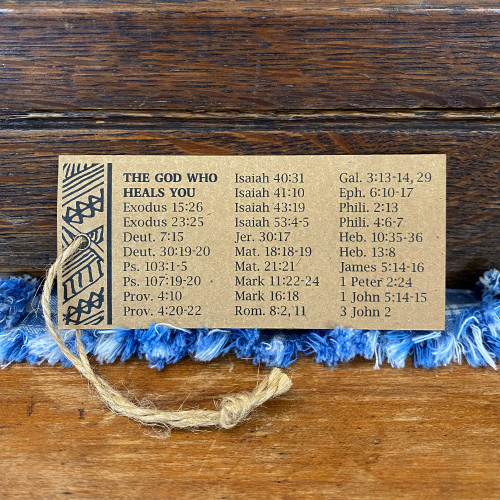 THE GOD WHO
HEALS YOU
Exodus 15:26
Exodus 23:25
Deut. 7:15
Deut. 30:19-20
Ps. 103:1-5
Ps. 107:19-20
Prov. 4:10
Prov. 4:20-22
Isaiah 40:31
Isaiah 41:10
Isaiah 43:19
Isaiah 53:4-5
Jer. 30:17
Mat. 18:18-19
Mat. 21:21
Mark 11:22-24
Mark 16:18
Rom. 8:2, 11
Gal. 3:13-14, 29
Eph. 6:10-17
Phili. 2:13
Phili. 4:6-7
Heb. 10:35-36
Heb. 13:8
James 5:14-16
1 Peter 2:24
1 John 5:14-15
3 John 2